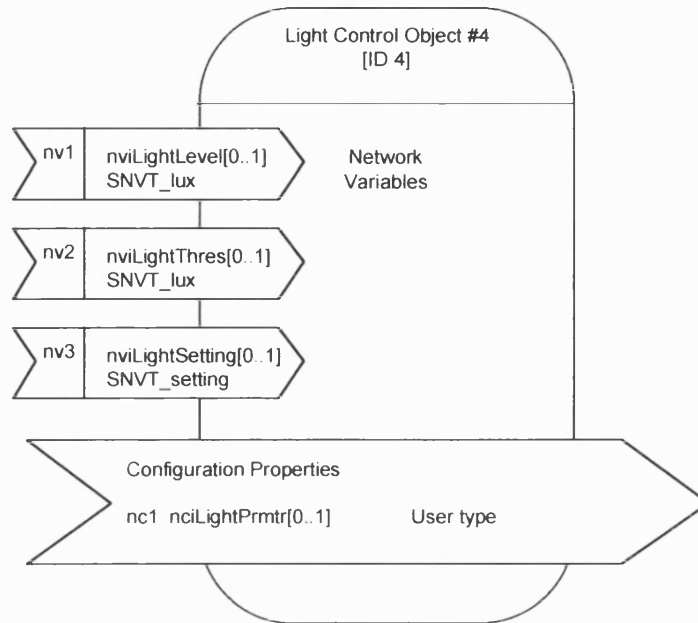 Light Control Object #4
[ID 4]
nv1 nviLightLevel[0..1]
SNVT_lux
Network
Variables
nv2 nviLightThres[0..1]
SNVT_lux
nv3 nviLightSetting[0..1]
SNVT_setting
Configuration Properties
nc1 nciLightPrmtr[0..1] User type